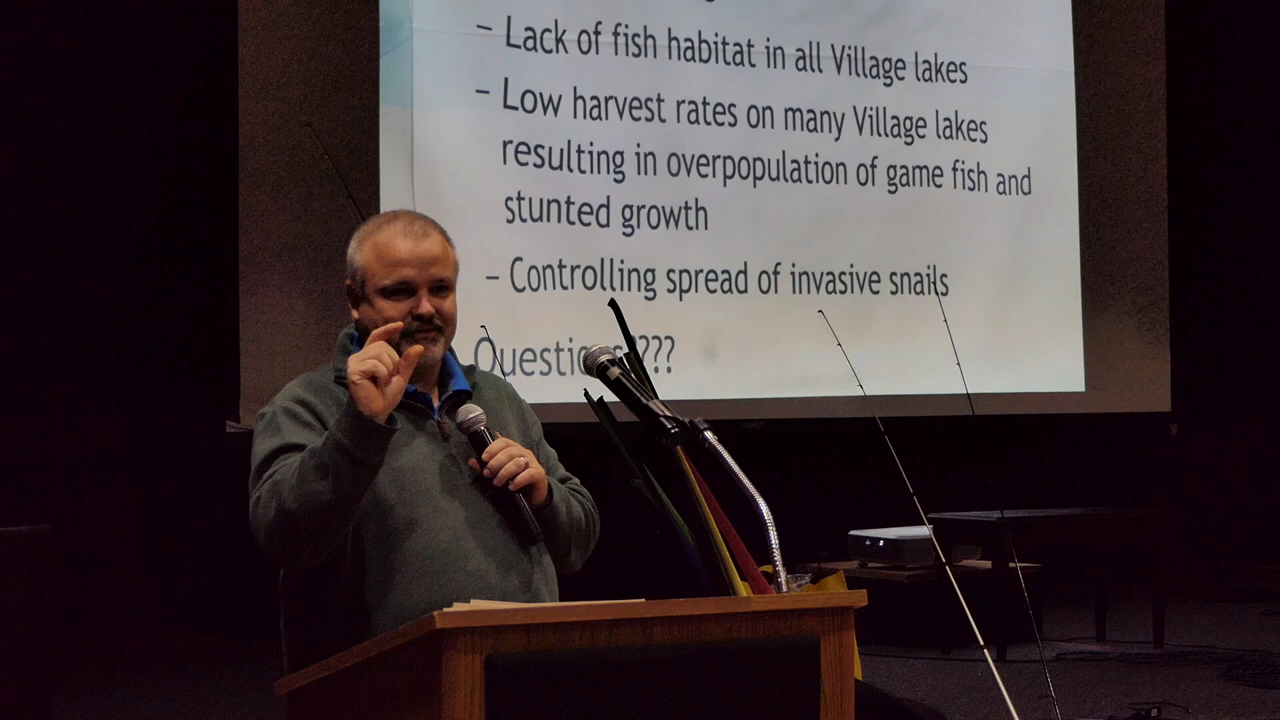 – Lack of fish habitat in all Village lakes
– Low harvest rates on many Village lakes
resulting in overpopulation of game fish and
stunted growth
– Controlling spread of invasive snails
Questions????